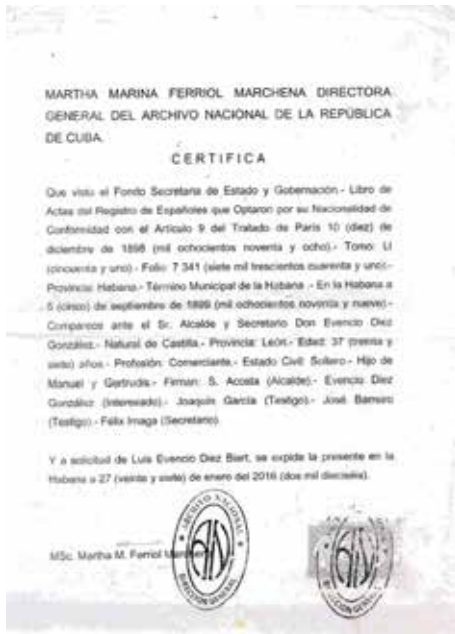 MARTHA MARINA FERRIOL MARCHENA DIRECTORA
GENERAL DEL ARCHIVO NACIONAL DE LA REPÚBLICA
DE CUBA.
CERTIFICA
Que visto el Fondo Secretaria de Estado y Gobernación.- Libro de
Actas del Registro de Españoles que Optaron por su Nacionalidad de
Conformidad con el Artículo 9 del Tratado de Paris 10 (diez) de
diciembre de 1898 (mil ochocientos noventa y ocho).- Tomo: LI
(cincuenta y uno).- Folio: 7 341 (siete mil trescientos cuarenta y uno).-
Provincia: Habana.- Término Municipal de la Habana .- En la Habana a
5 (cinco) de septiembre de 1899 (mil ochocientos noventa y nueve).-
Comparece ante el Sr. Alcalde y Secretario Don Evencio Diez
González.- Natural de Castilla.- Provincia: León.- Edad: 37 (treinta y
siete) años.- Profesión: Comerciante.- Estado Civil: Soltero.- Hijo de
Manuel y Gertrudis.- Firman: S. Acosta (Alcalde).- Evencio Diez
González (Interesado).- Joaquín García (Testigo).- José Barreiro
(Testigo).- Félix Imaga (Secretario).
Y a solicitud de Luis Evencio Diez Biart, se expide la presente en la
Habana a 27 (veinte y siete) de enero del 2016 (dos mil dieciséis).
MSc. Martha M. Ferriol Marchena
ARCHIVO NACIONAL
AN
DIRECCION GENERAL